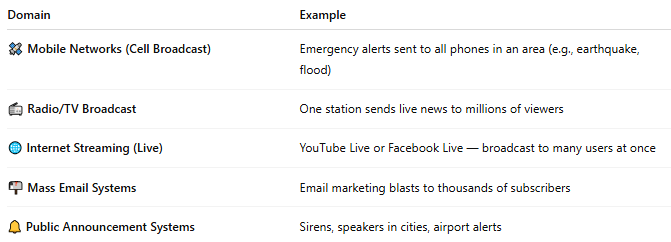 Domain Example
Mobile Networks (Cell Broadcast) Emergency alerts sent to all phones in an area (e.g., earthquake,
flood)
Radio/TV Broadcast One station sends live news to millions of viewers
Internet Streaming (Live) YouTube Live or Facebook Live — broadcast to many users at once
Mass Email Systems Email marketing blasts to thousands of subscribers
Public Announcement Systems Sirens, speakers in cities, airport alerts